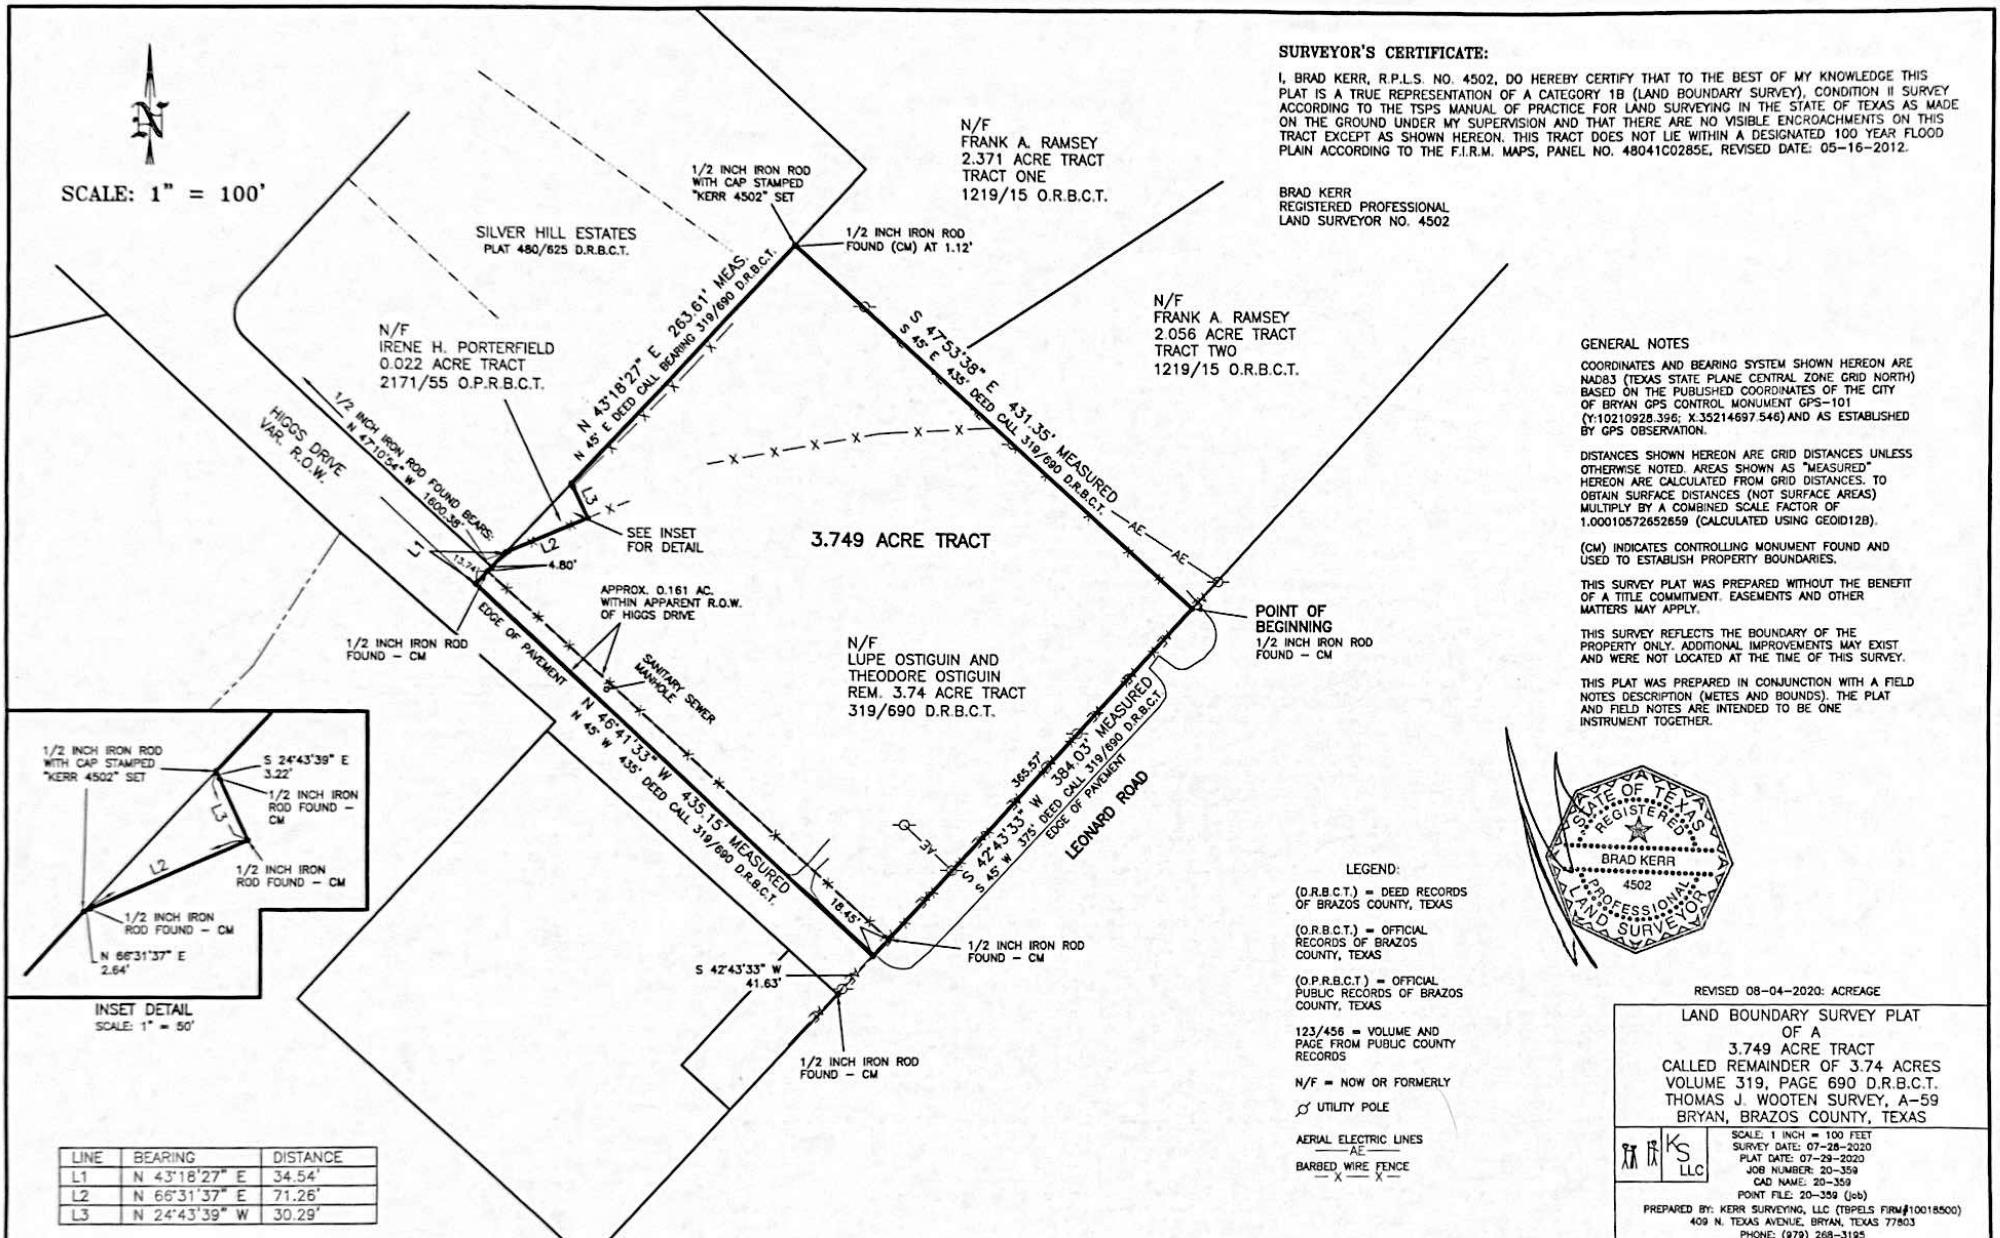 SCALE: 1" = 100'
SILVER HILL ESTATES
PLAT 480/625 D.R.B.C.T.
1/2 INCH IRON ROD
WITH CAP STAMPED
"KERR 4502" SET
1/2 INCH IRON ROD
FOUND (CM) AT 1.12'
N/F
FRANK A. RAMSEY
2.371 ACRE TRACT
TRACT ONE
1219/15 O.R.B.C.T.
N/F
FRANK A. RAMSEY
2.056 ACRE TRACT
TRACT TWO
1219/15 O.R.B.C.T.
N/F
IRENE H. PORTERFIELD
0.022 ACRE TRACT
2171/55 O.P.R.B.C.T.
HIGGS DRIVE
VAR. R.O.W.
1/2 INCH IRON ROD FOUND BEARS:
N 47°10'54" W 1600.38'
N 43°18'27" E 263.61' MEAS.
N 45° E DEED CALL BEARING 319/690 D.R.B.C.T.
S 47°53'38" E 431.35' MEASURED
S 45° E 435' DEED CALL 319/690 D.R.B.C.T.
X X X
X X X X
AE AE
L1
L2
L3
13.74'
4.80'
SEE INSET
FOR DETAIL
3.749 ACRE TRACT
APPROX. 0.161 AC.
WITHIN APPARENT R.O.W.
OF HIGGS DRIVE
1/2 INCH IRON ROD
FOUND - CM
EDGE OF PAVEMENT
SANITARY SEWER
MANHOLE
N/F
LUPE OSTIGUIN AND
THEODORE OSTIGUIN
REM. 3.74 ACRE TRACT
319/690 D.R.B.C.T.
POINT OF
BEGINNING
1/2 INCH IRON ROD
FOUND - CM
N 46°41'33" W 435.15' MEASURED
N 45° W 435' DEED CALL 319/690 D.R.B.C.T.
365.57'
S 42°43'33" W 384.03' MEASURED
S 45° W 375' DEED CALL 319/690 D.R.B.C.T.
EDGE OF PAVEMENT
LEONARD ROAD
AE
18.45'
1/2 INCH IRON ROD
FOUND - CM
S 42°43'33" W
41.63'
1/2 INCH IRON ROD
FOUND - CM
1/2 INCH IRON ROD
WITH CAP STAMPED
"KERR 4502" SET
S 24°43'39" E
3.22'
1/2 INCH IRON
ROD FOUND -
CM
L3
L2
1/2 INCH IRON
ROD FOUND - CM
1/2 INCH IRON
ROD FOUND - CM
N 66°31'37" E
2.64'
INSET DETAIL
SCALE: 1" = 50'
LINE BEARING DISTANCE
L1 N 43°18'27" E 34.54'
L2 N 66°31'37" E 71.26'
L3 N 24°43'39" W 30.29'
SURVEYOR'S CERTIFICATE:
I, BRAD KERR, R.P.L.S. NO. 4502, DO HEREBY CERTIFY THAT TO THE BEST OF MY KNOWLEDGE THIS
PLAT IS A TRUE REPRESENTATION OF A CATEGORY 1B (LAND BOUNDARY SURVEY), CONDITION II SURVEY
ACCORDING TO THE TSPS MANUAL OF PRACTICE FOR LAND SURVEYING IN THE STATE OF TEXAS AS MADE
ON THE GROUND UNDER MY SUPERVISION AND THAT THERE ARE NO VISIBLE ENCROACHMENTS ON THIS
TRACT EXCEPT AS SHOWN HEREON. THIS TRACT DOES NOT LIE WITHIN A DESIGNATED 100 YEAR FLOOD
PLAIN ACCORDING TO THE F.I.R.M. MAPS, PANEL NO. 48041C0285E, REVISED DATE: 05-16-2012.
BRAD KERR
REGISTERED PROFESSIONAL
LAND SURVEYOR NO. 4502
GENERAL NOTES
COORDINATES AND BEARING SYSTEM SHOWN HEREON ARE
NAD83 (TEXAS STATE PLANE CENTRAL ZONE GRID NORTH)
BASED ON THE PUBLISHED COORDINATES OF THE CITY
OF BRYAN GPS CONTROL MONUMENT GPS-101
(Y:10210928.396; X:35214697.546) AND AS ESTABLISHED
BY GPS OBSERVATION.
DISTANCES SHOWN HEREON ARE GRID DISTANCES UNLESS
OTHERWISE NOTED. AREAS SHOWN AS "MEASURED"
HEREON ARE CALCULATED FROM GRID DISTANCES. TO
OBTAIN SURFACE DISTANCES (NOT SURFACE AREAS)
MULTIPLY BY A COMBINED SCALE FACTOR OF
1.00010572652659 (CALCULATED USING GEOID12B).
(CM) INDICATES CONTROLLING MONUMENT FOUND AND
USED TO ESTABLISH PROPERTY BOUNDARIES.
THIS SURVEY PLAT WAS PREPARED WITHOUT THE BENEFIT
OF A TITLE COMMITMENT. EASEMENTS AND OTHER
MATTERS MAY APPLY.
THIS SURVEY REFLECTS THE BOUNDARY OF THE
PROPERTY ONLY. ADDITIONAL IMPROVEMENTS MAY EXIST
AND WERE NOT LOCATED AT THE TIME OF THIS SURVEY.
THIS PLAT WAS PREPARED IN CONJUNCTION WITH A FIELD
NOTES DESCRIPTION (METES AND BOUNDS). THE PLAT
AND FIELD NOTES ARE INTENDED TO BE ONE
INSTRUMENT TOGETHER.
STATE OF TEXAS
REGISTERED
BRAD KERR
4502
PROFESSIONAL
LAND SURVEYOR
LEGEND:
(D.R.B.C.T.) = DEED RECORDS
OF BRAZOS COUNTY, TEXAS
(O.R.B.C.T.) = OFFICIAL
RECORDS OF BRAZOS
COUNTY, TEXAS
(O.P.R.B.C.T.) = OFFICIAL
PUBLIC RECORDS OF BRAZOS
COUNTY, TEXAS
123/456 = VOLUME AND
PAGE FROM PUBLIC COUNTY
RECORDS
N/F = NOW OR FORMERLY
UTILITY POLE
AERIAL ELECTRIC LINES
AE
BARBED WIRE FENCE
X X
REVISED 08-04-2020: ACREAGE
LAND BOUNDARY SURVEY PLAT
OF A
3.749 ACRE TRACT
CALLED REMAINDER OF 3.74 ACRES
VOLUME 319, PAGE 690 D.R.B.C.T.
THOMAS J. WOOTEN SURVEY, A-59
BRYAN, BRAZOS COUNTY, TEXAS
KS
LLC
SCALE: 1 INCH = 100 FEET
SURVEY DATE: 07-28-2020
PLAT DATE: 07-29-2020
JOB NUMBER: 20-359
CAD NAME: 20-359
POINT FILE: 20-359 (job)
PREPARED BY: KERR SURVEYING, LLC (TBPELS FIRM#10018500)
409 N. TEXAS AVENUE, BRYAN, TEXAS 77803
PHONE: (979) 268-3195